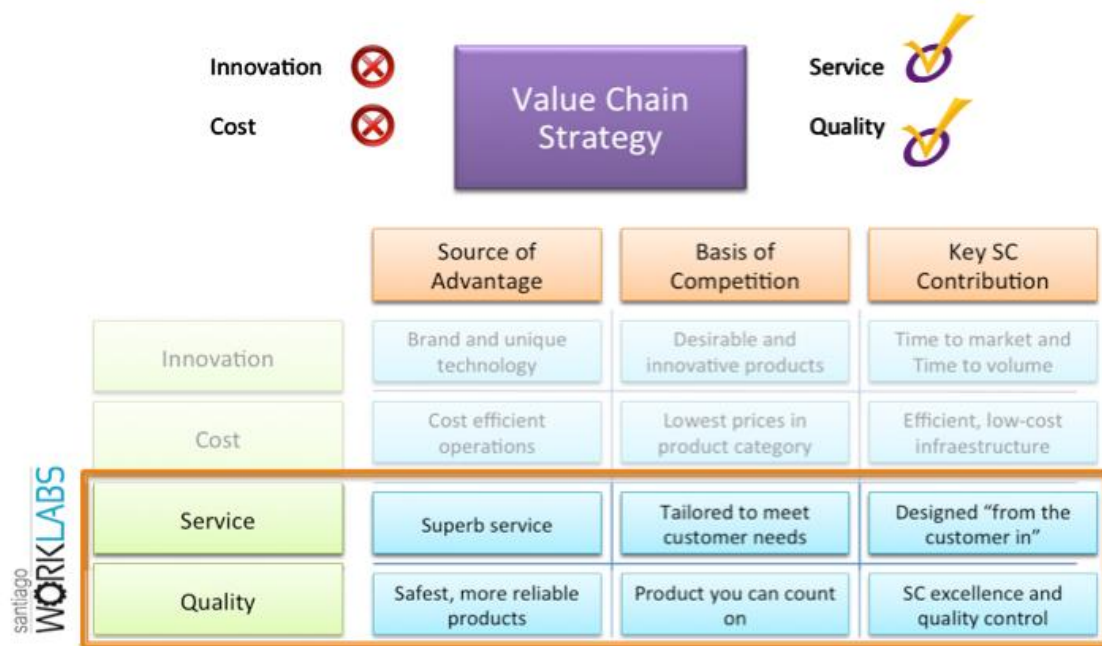 Innovation
Cost
Value Chain
Strategy
Service
Quality
Source of
Advantage
Basis of
Competition
Key SC
Contribution
Innovation
Brand and unique
technology
Desirable and
innovative products
Time to market and
Time to volume
Cost
Cost efficient
operations
Lowest prices in
product category
Efficient, low-cost
infraestructure
Service
Superb service
Tailored to meet
customer needs
Designed “from the
customer in”
Quality
Safest, more reliable
products
Product you can count
on
SC excellence and
quality control
santiago
WORKLABS